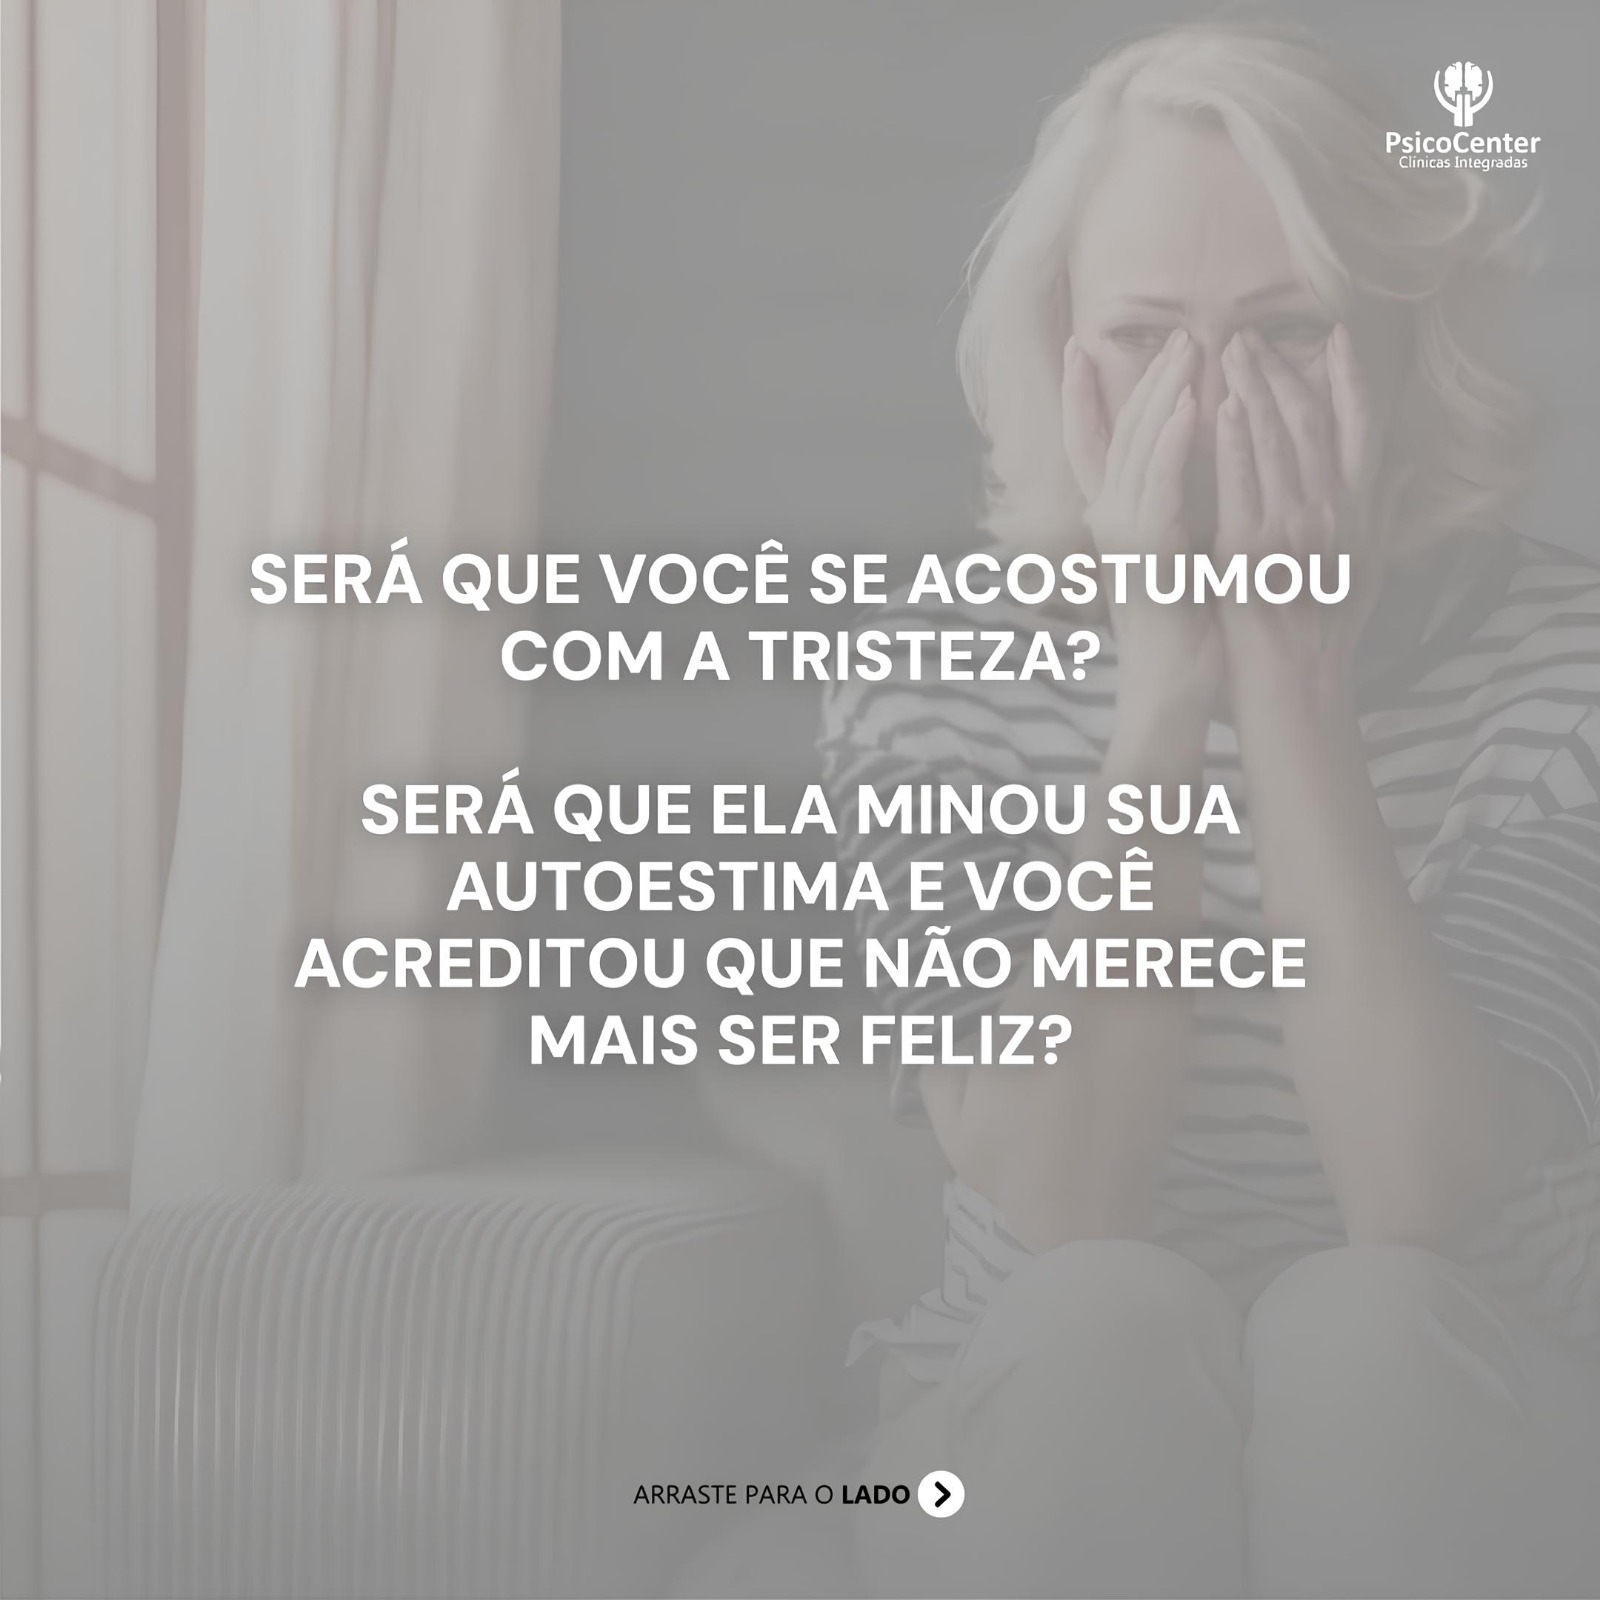 PsicoCenter
Clínicas Integradas
SERÁ QUE VOCÊ SE ACOSTUMOU
COM A TRISTEZA?
SERÁ QUE ELA MINOU SUA
AUTOESTIMA E VOCÊ
ACREDITOU QUE NÃO MERECE
MAIS SER FELIZ?
ARRASTE PARA O LADO